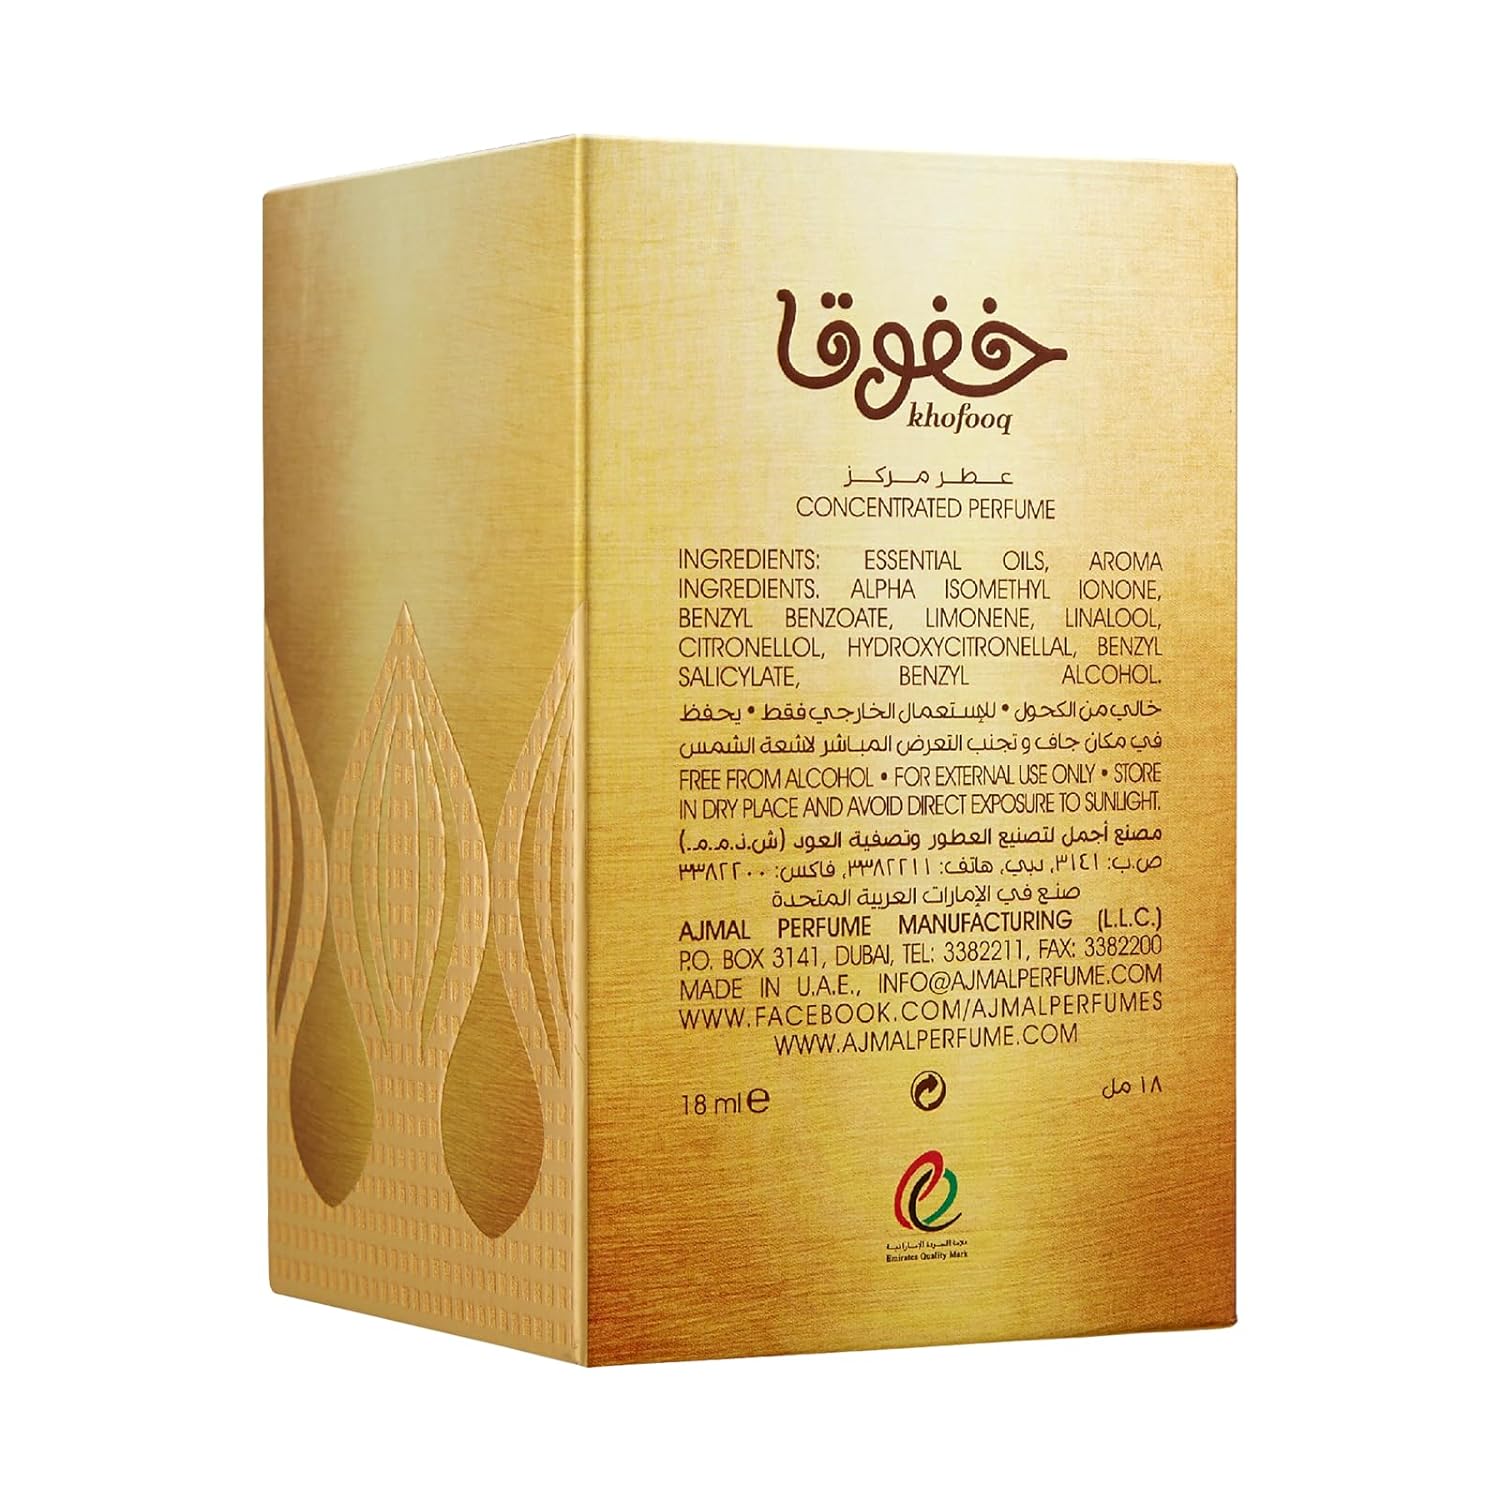 خفوق
khofooq
عطر مركز
CONCENTRATED PERFUME
INGREDIENTS: ESSENTIAL OILS, AROMA
INGREDIENTS. ALPHA ISOMETHYL IONONE,
BENZYL BENZOATE, LIMONENE, LINALOOL,
CITRONELLOL, HYDROXYCITRONELLAL, BENZYL
SALICYLATE, BENZYL ALCOHOL.
خالي من الكحول • للإستعمال الخارجي فقط • يحفظ
في مكان جاف و تجنب التعرض المباشر لاشعة الشمس
FREE FROM ALCOHOL • FOR EXTERNAL USE ONLY • STORE
IN DRY PLACE AND AVOID DIRECT EXPOSURE TO SUNLIGHT.
مصنع أجمل لتصنيع العطور وتصفية العود (ش.ذ.م.م.)
ص.ب: ٣١٤١، دبي، هاتف: ٣٣٨٢٢١١، فاكس: ٣٣٨٢٢٠٠
صنع في الإمارات العربية المتحدة
AJMAL PERFUME MANUFACTURING (L.L.C.)
P.O. BOX 3141, DUBAI, TEL: 3382211, FAX: 3382200
MADE IN U.A.E., INFO@AJMALPERFUME.COM
WWW.FACEBOOK.COM/AJMALPERFUMES
WWW.AJMALPERFUME.COM
18 ml e
١٨ مل
علامة الجودة الإماراتية
Emirates Quality Mark